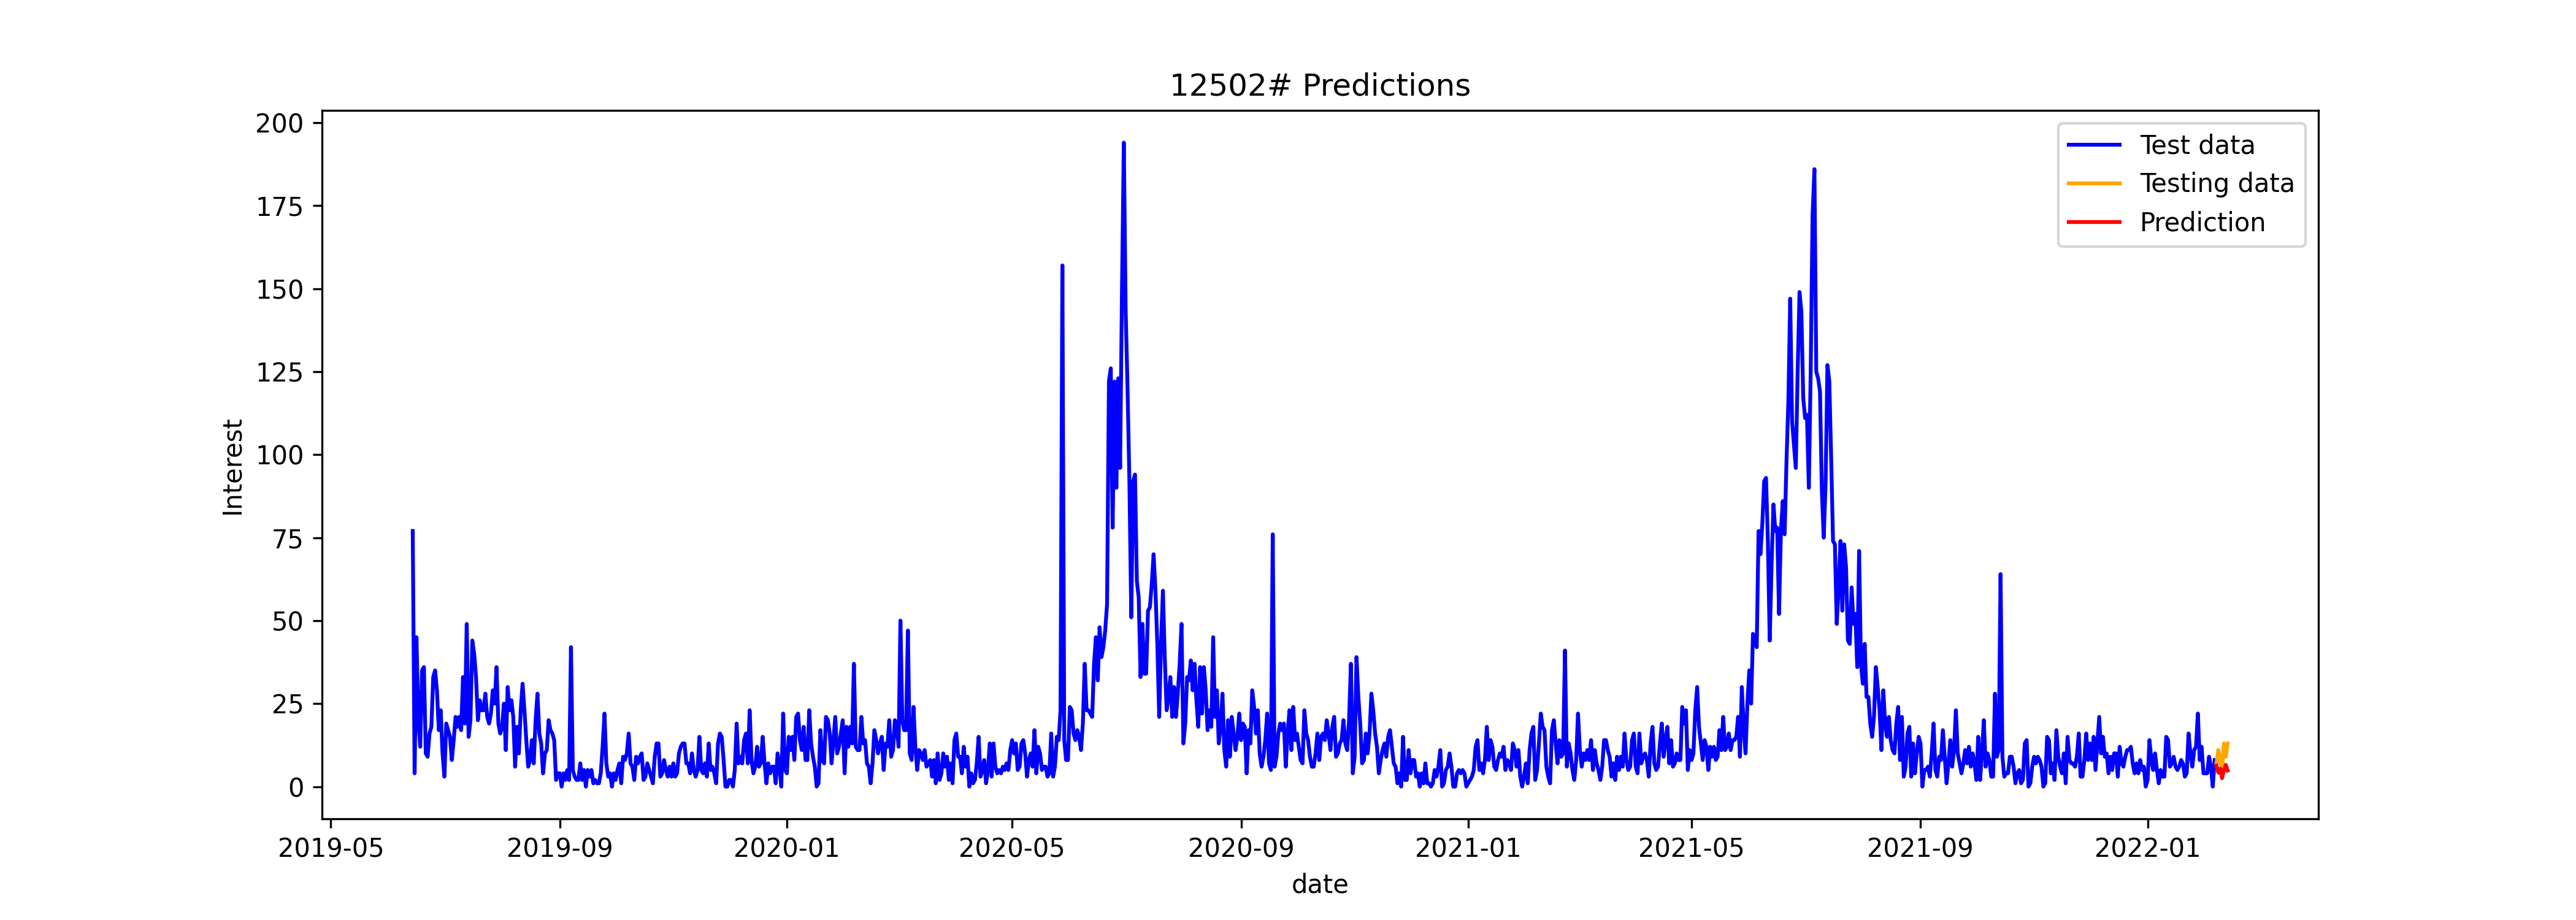 12502# Predictions
200
175
150
125
100
75
50
25
0
Interest
Test data
Testing data
Prediction
2019-05 2019-09 2020-01 2020-05 2020-09 2021-01 2021-05 2021-09 2022-01
date